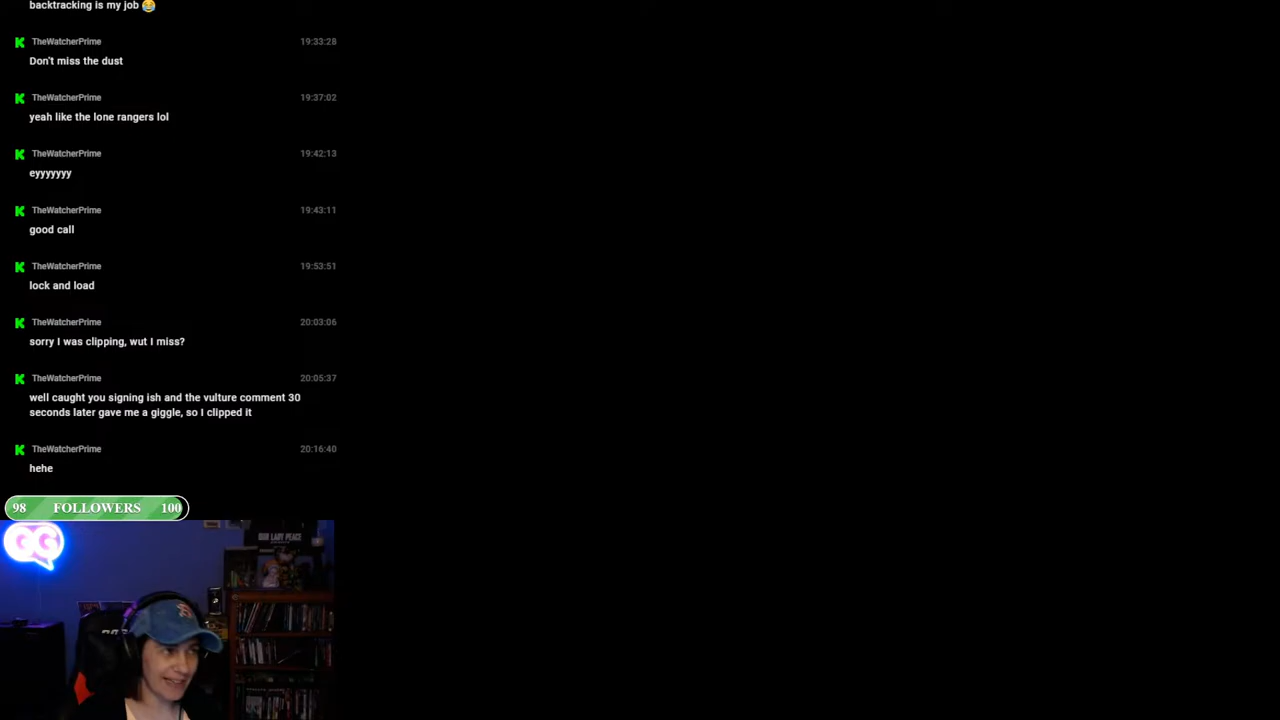 backtracking is my job 😂
TheWatcherPrime 19:33:28
Don't miss the dust
TheWatcherPrime 19:37:02
yeah like the lone rangers lol
TheWatcherPrime 19:42:13
eyyyyyyy
TheWatcherPrime 19:43:11
good call
TheWatcherPrime 19:53:51
lock and load
TheWatcherPrime 20:03:06
sorry I was clipping, wut I miss?
TheWatcherPrime 20:05:37
well caught you signing ish and the vulture comment 30
seconds later gave me a giggle, so I clipped it
TheWatcherPrime 20:16:40
hehe
98 FOLLOWERS 100
GG
OUR LADY PEACE